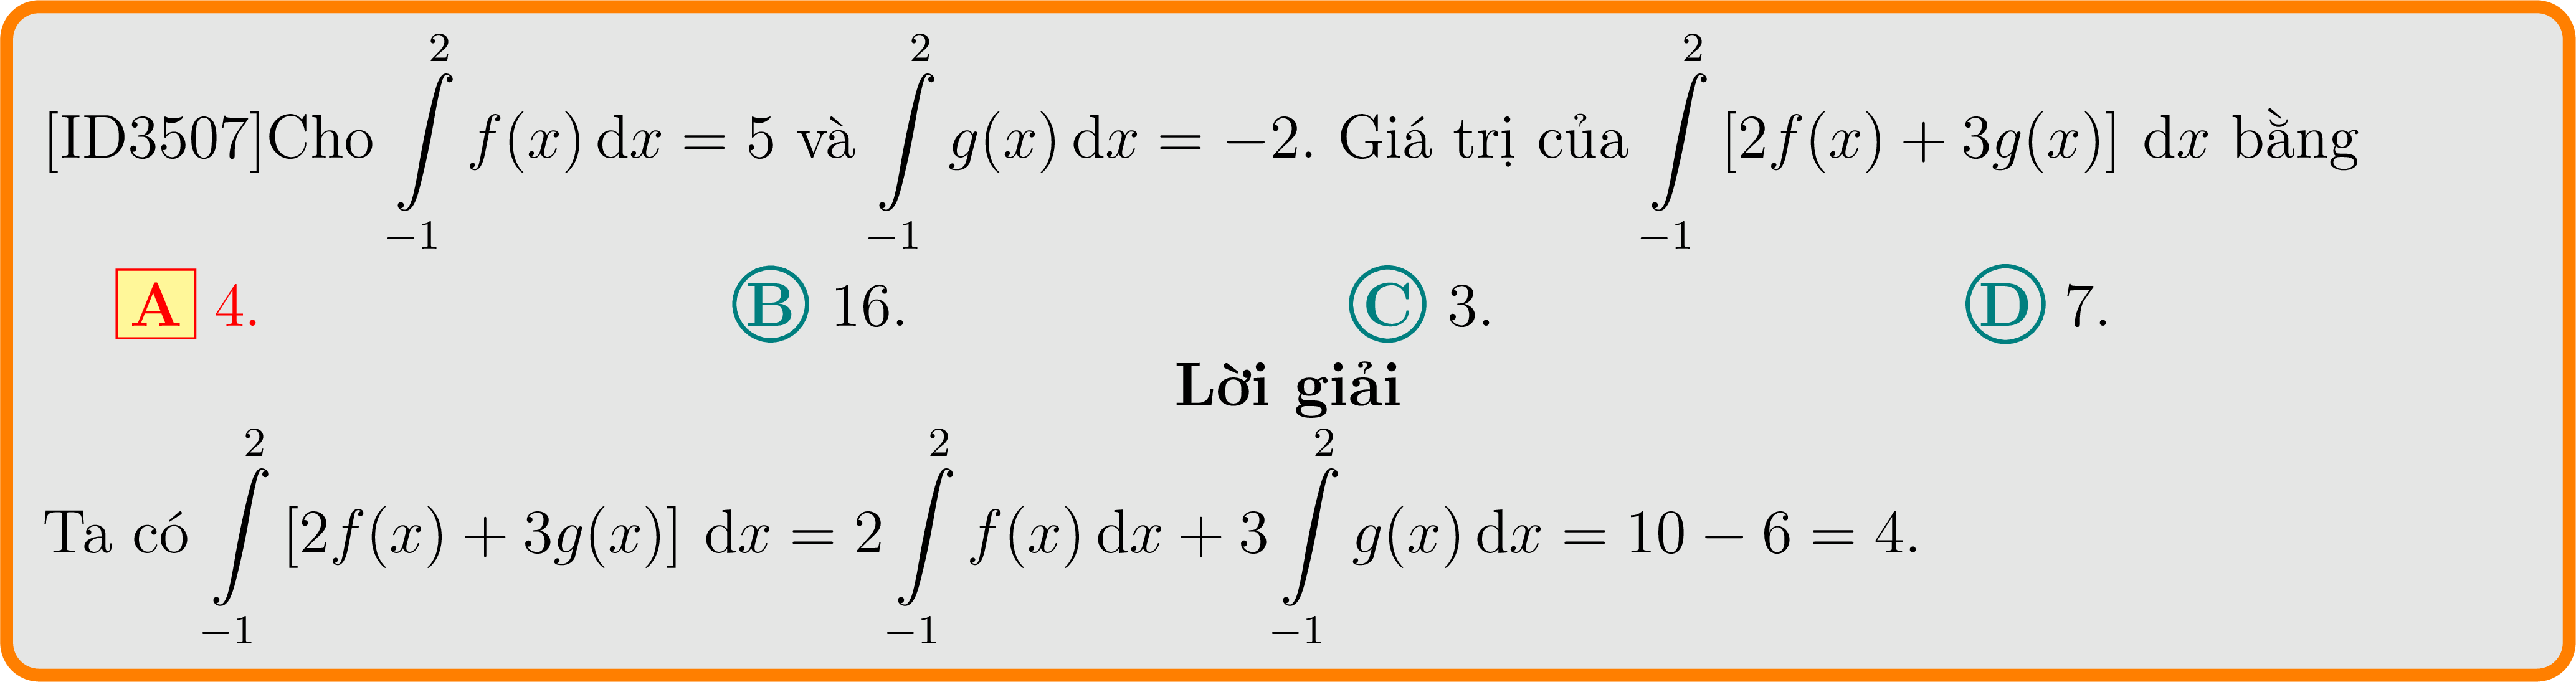 [ID3507]Cho $\int\limits_{-1}^{2} f(x)\,\mathrm{d}x = 5$ và $\int\limits_{-1}^{2} g(x)\,\mathrm{d}x = -2$. Giá trị của $\int\limits_{-1}^{2} [2f(x) + 3g(x)]\,\mathrm{d}x$ bằng
A 4. B 16. C 3. D 7.
Lời giải
Ta có $\int\limits_{-1}^{2} [2f(x) + 3g(x)]\,\mathrm{d}x = 2\int\limits_{-1}^{2} f(x)\,\mathrm{d}x + 3\int\limits_{-1}^{2} g(x)\,\mathrm{d}x = 10 - 6 = 4$.